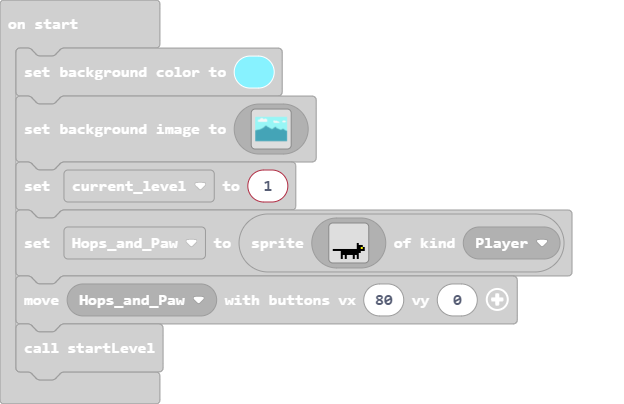 on start
set background color to
set background image to
set current_level to 1
set Hops_and_Paw to sprite of kind Player
move Hops_and_Paw with buttons vx 80 vy 0
call startLevel